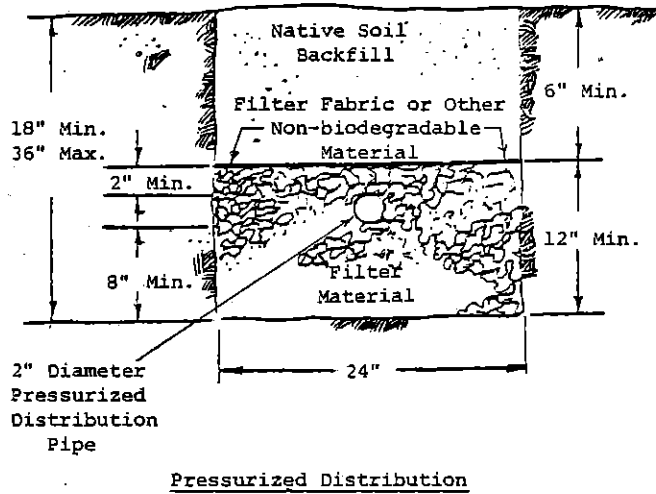 Native Soil
Backfill
6" Min.
Filter Fabric or Other
Non-biodegradable
Material
18" Min.
36" Max.
2" Min.
12" Min.
8" Min.
Filter
Material
2" Diameter
Pressurized
Distribution
Pipe
24"
Pressurized Distribution